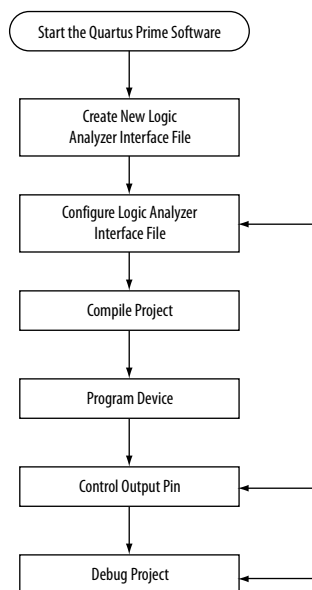 Start the Quartus Prime Software
Create New Logic
Analyzer Interface File
Configure Logic Analyzer
Interface File
Compile Project
Program Device
Control Output Pin
Debug Project